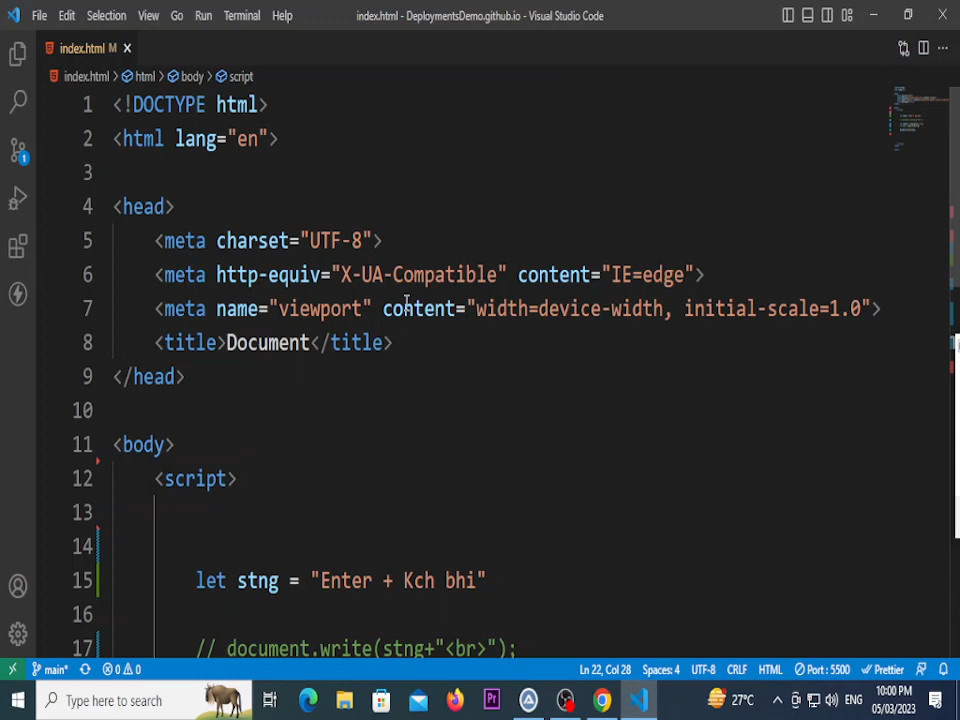 File Edit Selection View Go Run Terminal Help index.html - DeploymentsDemo.github.io - Visual Studio Code
index.html M
index.html > html > body > script
1 <!DOCTYPE html>
2 <html lang="en">
3
4 <head>
5 <meta charset="UTF-8">
6 <meta http-equiv="X-UA-Compatible" content="IE=edge">
7 <meta name="viewport" content="width=device-width, initial-scale=1.0">
8 <title>Document</title>
9 </head>
10
11 <body>
12 <script>
13
14
15 let stng = "Enter + Kch bhi"
16
17 // document.write(stng+"<br>");
main* 0 0 Ln 22, Col 28 Spaces: 4 UTF-8 CRLF HTML Port : 5500 Prettier
Type here to search 27°C ENG 10:00 PM
05/03/2023